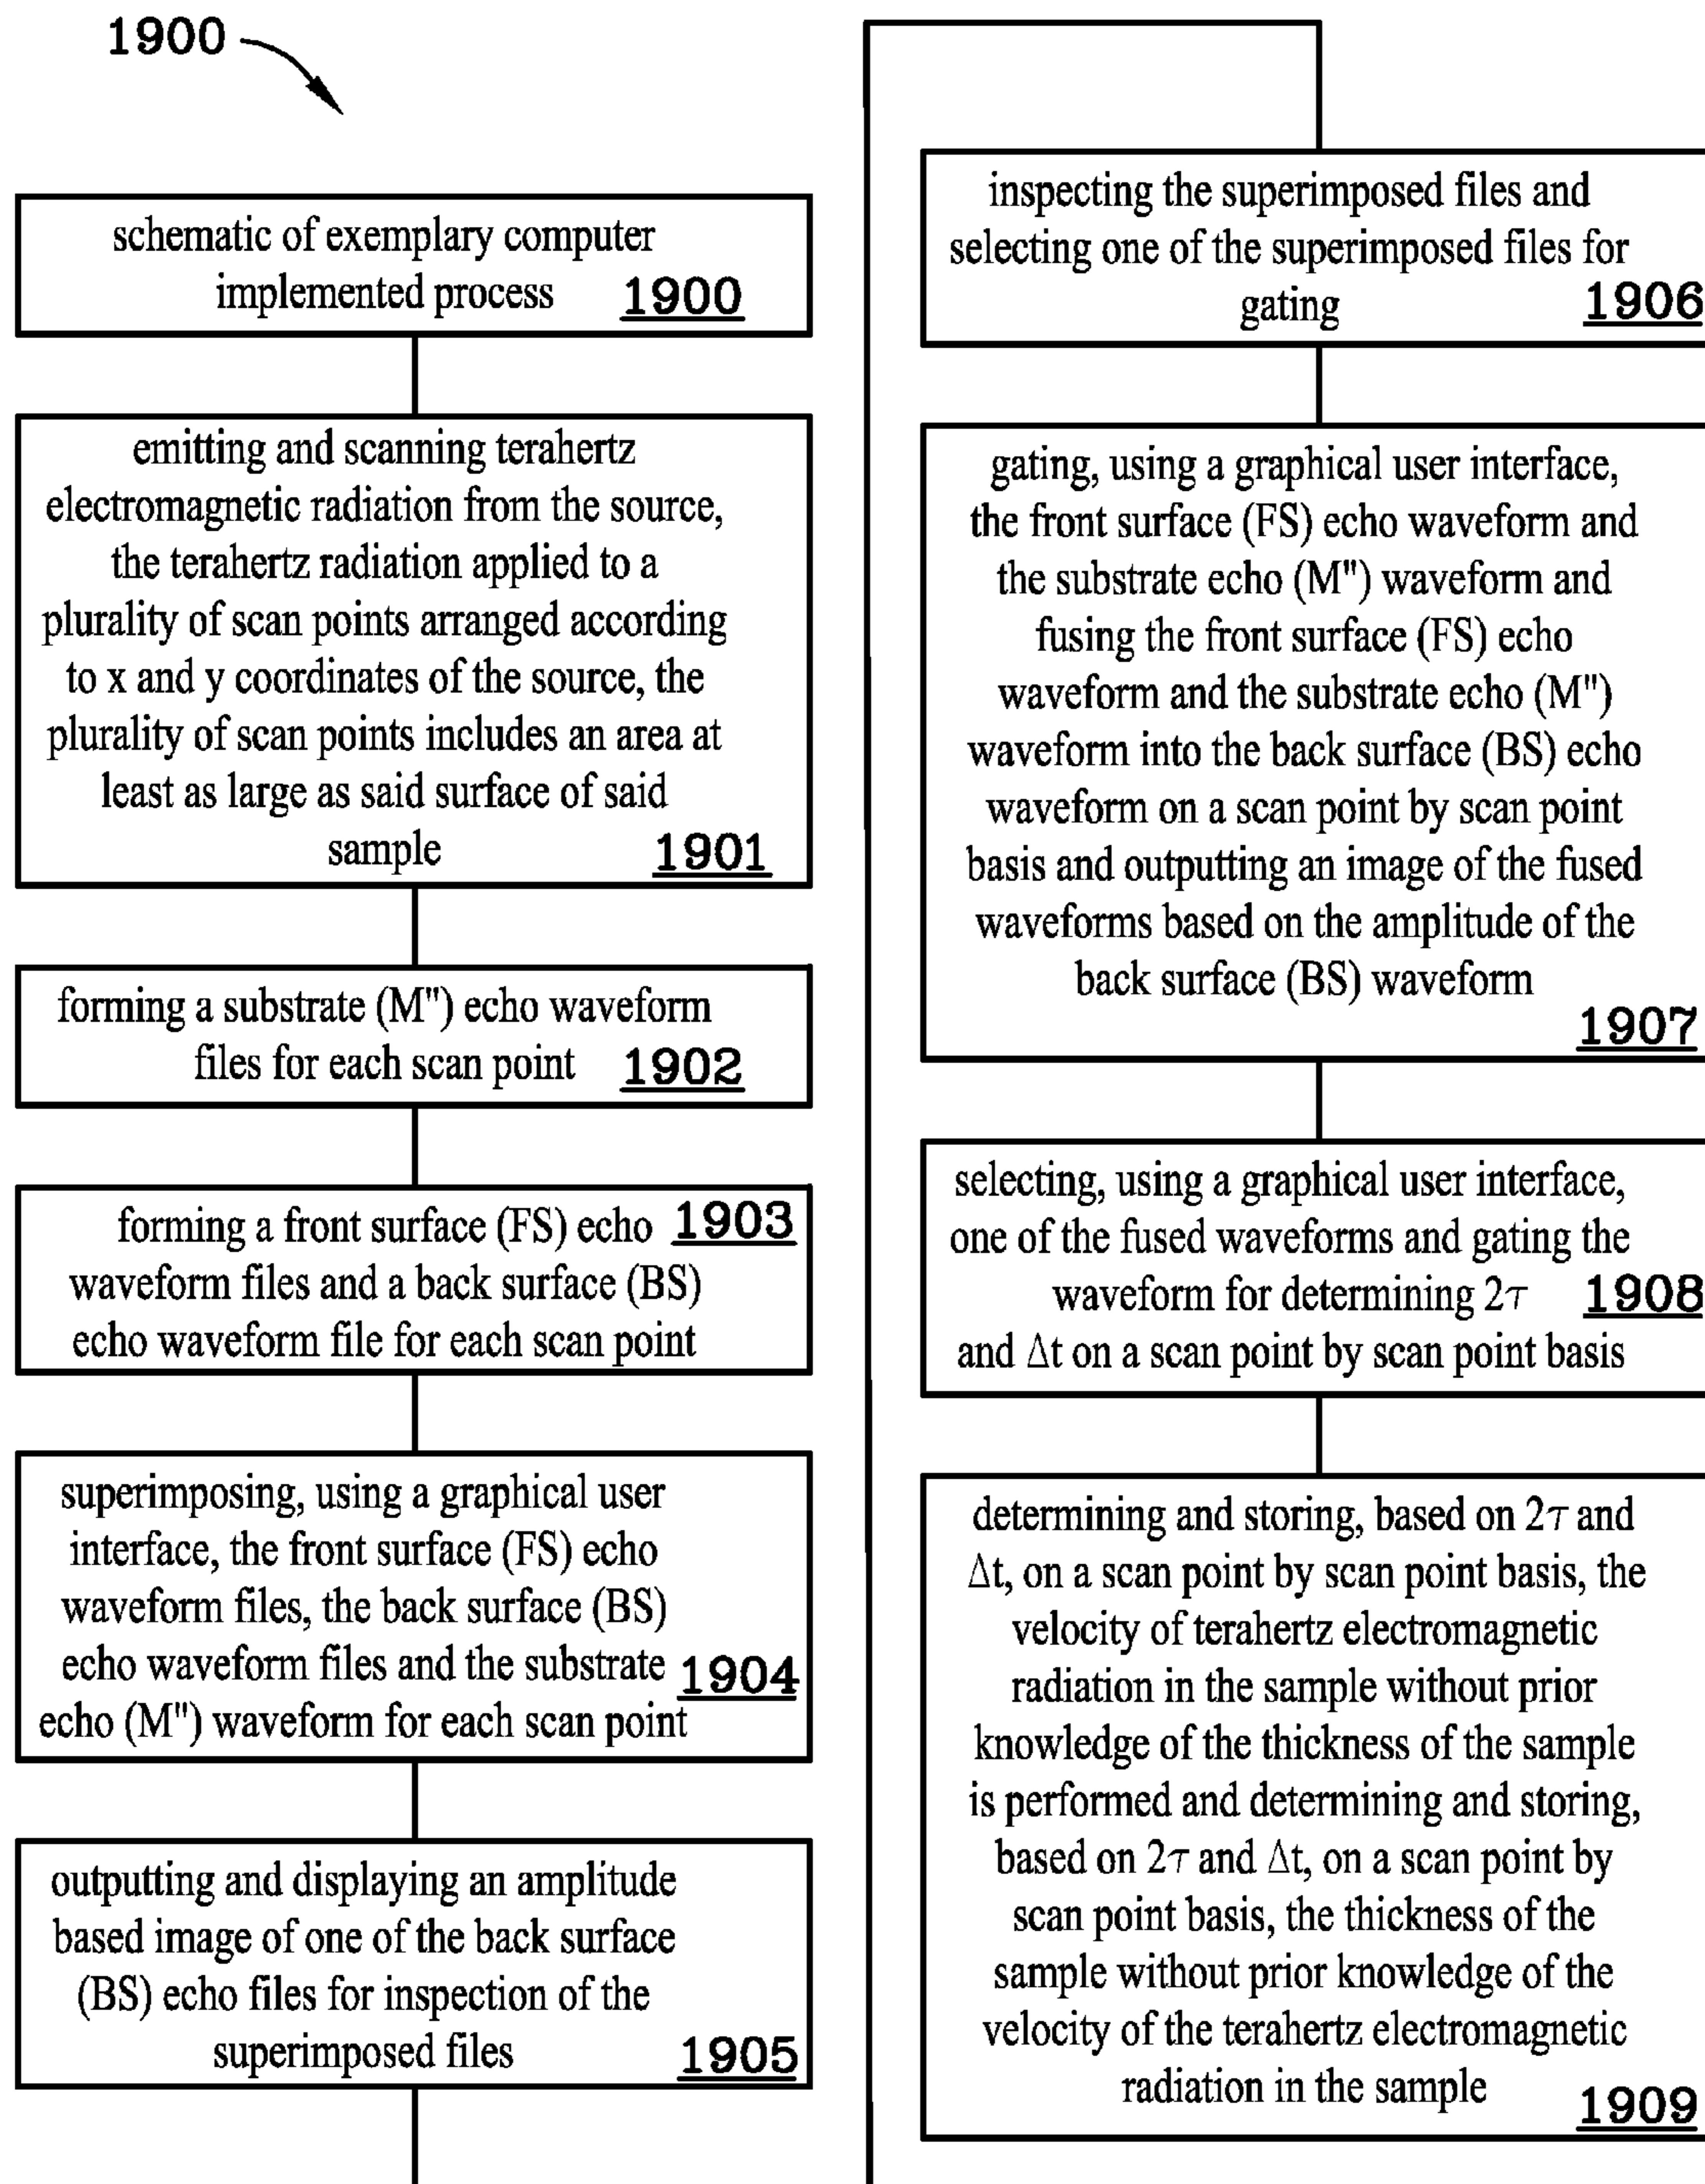 1900
schematic of exemplary computer
implemented process 1900
emitting and scanning terahertz
electromagnetic radiation from the source,
the terahertz radiation applied to a
plurality of scan points arranged according
to x and y coordinates of the source, the
plurality of scan points includes an area at
least as large as said surface of said
sample 1901
forming a substrate (M") echo waveform
files for each scan point 1902
forming a front surface (FS) echo 1903
waveform files and a back surface (BS)
echo waveform file for each scan point
superimposing, using a graphical user
interface, the front surface (FS) echo
waveform files, the back surface (BS)
echo waveform files and the substrate 1904
echo (M") waveform for each scan point
outputting and displaying an amplitude
based image of one of the back surface
(BS) echo files for inspection of the
superimposed files 1905
inspecting the superimposed files and
selecting one of the superimposed files for
gating 1906
gating, using a graphical user interface,
the front surface (FS) echo waveform and
the substrate echo (M") waveform and
fusing the front surface (FS) echo
waveform and the substrate echo (M")
waveform into the back surface (BS) echo
waveform on a scan point by scan point
basis and outputting an image of the fused
waveforms based on the amplitude of the
back surface (BS) waveform
1907
selecting, using a graphical user interface,
one of the fused waveforms and gating the
waveform for determining 2τ 1908
and Δt on a scan point by scan point basis
determining and storing, based on 2τ and
Δt, on a scan point by scan point basis, the
velocity of terahertz electromagnetic
radiation in the sample without prior
knowledge of the thickness of the sample
is performed and determining and storing,
based on 2τ and Δt, on a scan point by
scan point basis, the thickness of the
sample without prior knowledge of the
velocity of the terahertz electromagnetic
radiation in the sample 1909